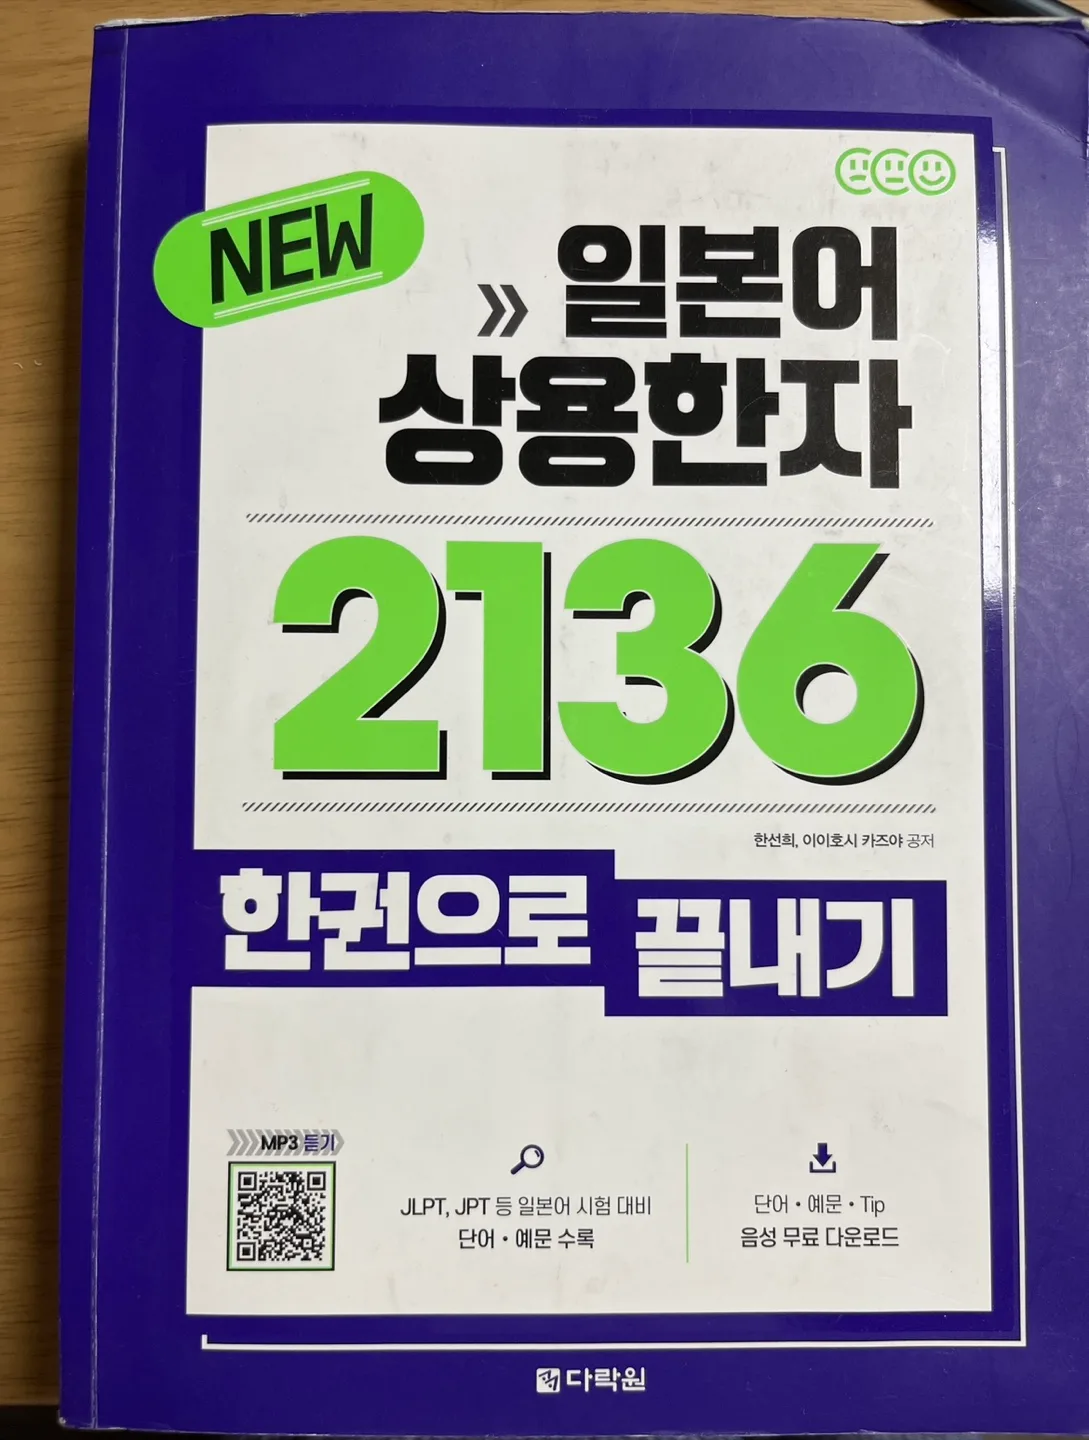 NEW
일본어
상용한자
2136
한선희, 이이호시 카즈야 공저
한권으로 끝내기
MP3 듣기
JLPT, JPT 등 일본어 시험 대비
단어 • 예문 수록
단어 • 예문 • Tip
음성 무료 다운로드
다락원